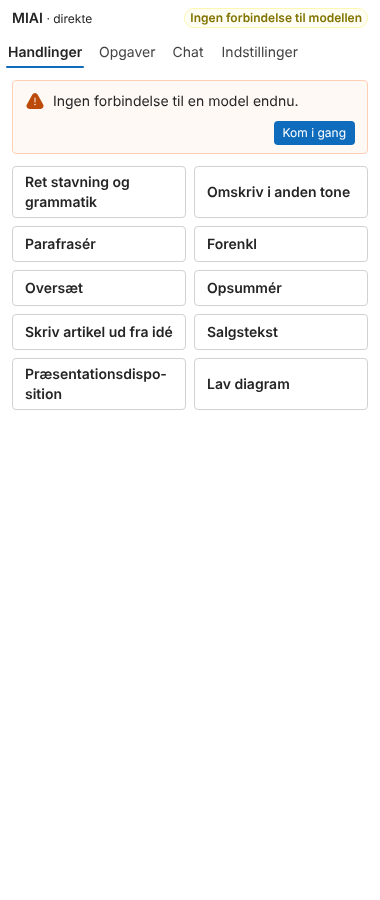 MIAI · direkte
Ingen forbindelse til modellen
Handlinger
Opgaver
Chat
Indstillinger
Ingen forbindelse til en model endnu.
Kom i gang
Ret stavning og
grammatik
Omskriv i anden tone
Parafrasér
Forenkl
Oversæt
Opsummér
Skriv artikel ud fra idé
Salgstekst
Præsentationsdispo-
sition
Lav diagram